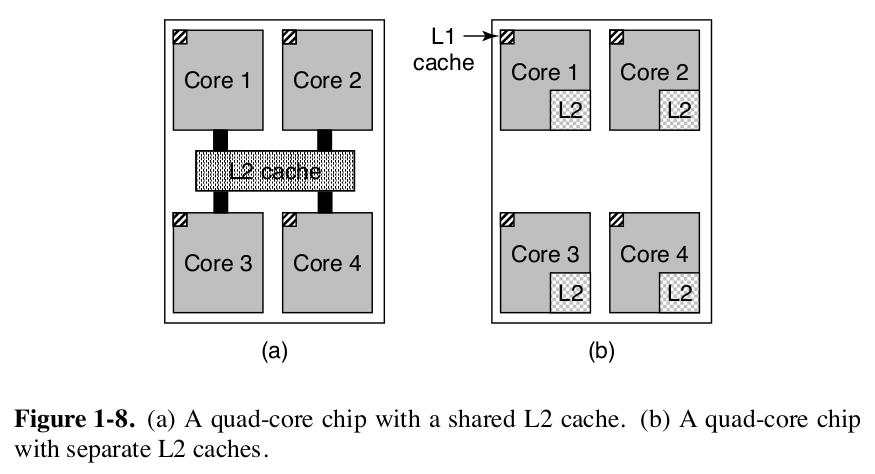 Core 1
Core 2
L2 cache
Core 3
Core 4
(a)
L1
cache
Core 1
L2
Core 2
L2
Core 3
L2
Core 4
L2
(b)
Figure 1-8. (a) A quad-core chip with a shared L2 cache. (b) A quad-core chip
with separate L2 caches.